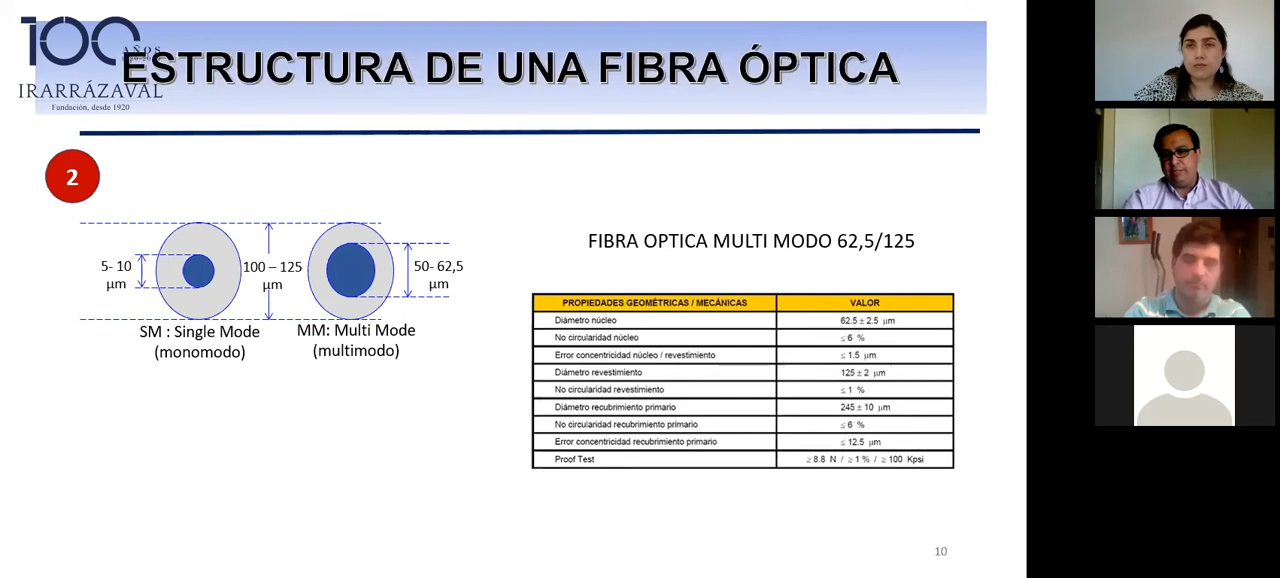 100 AÑOS
IRARRÁZAVAL
Fundación, desde 1920
ESTRUCTURA DE UNA FIBRA ÓPTICA
2
5- 10
μm
100 – 125
μm
50- 62,5
μm
SM : Single Mode
(monomodo)
MM: Multi Mode
(multimodo)
FIBRA OPTICA MULTI MODO 62,5/125
PROPIEDADES GEOMÉTRICAS / MECÁNICAS VALOR
Diámetro núcleo 62.5 ± 2.5 μm
No circularidad núcleo ≤ 6 %
Error concentricidad núcleo / revestimiento ≤ 1.5 μm
Diámetro revestimiento 125 ± 2 μm
No circularidad revestimiento ≤ 1 %
Diámetro recubrimiento primario 245 ± 10 μm
No circularidad recubrimiento primario ≤ 6 %
Error concentricidad recubrimiento primario ≤ 12.5 μm
Proof Test ≥ 8.8 N / ≥ 1 % / ≥ 100 Kpsi
10